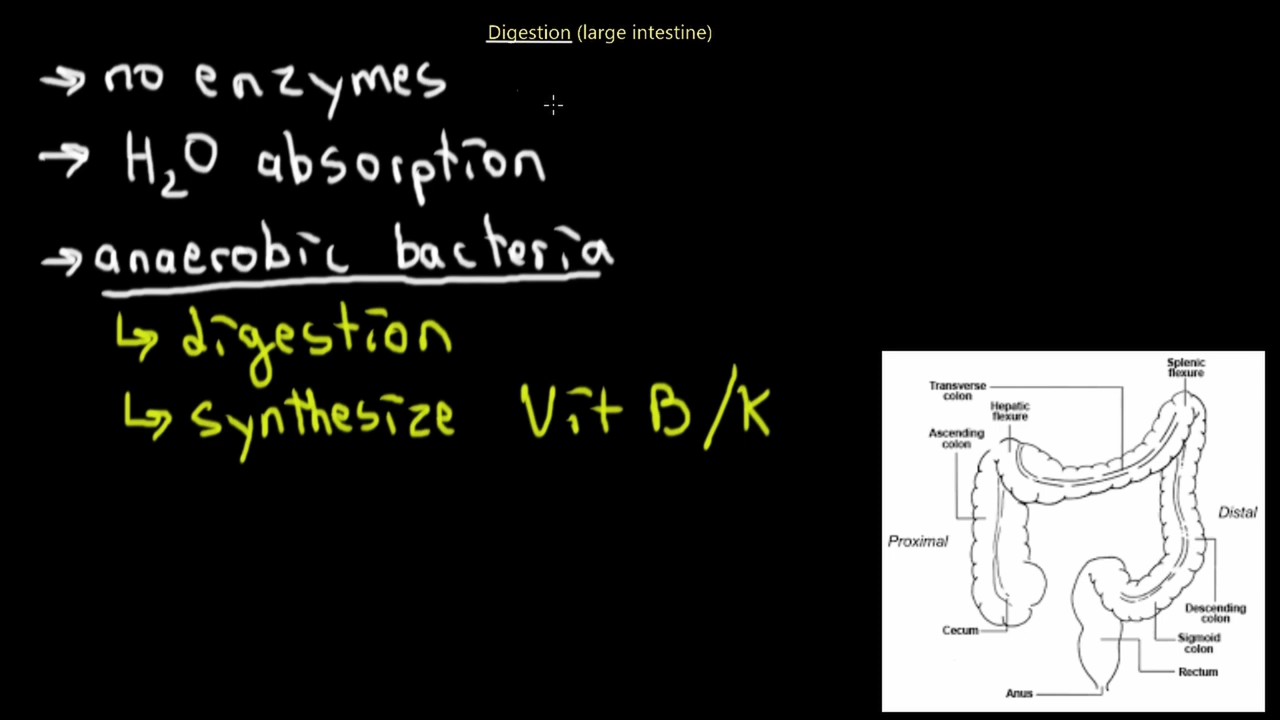 Digestion (large intestine)
→ no enzymes
→ H₂O absorption
→ anaerobic bacteria
↳ digestion
↳ synthesize Vit B/K
Splenic
flexure
Transverse
colon
Hepatic
flexure
Ascending
colon
Distal
Proximal
Descending
colon
Cecum
Sigmoid
colon
Rectum
Anus